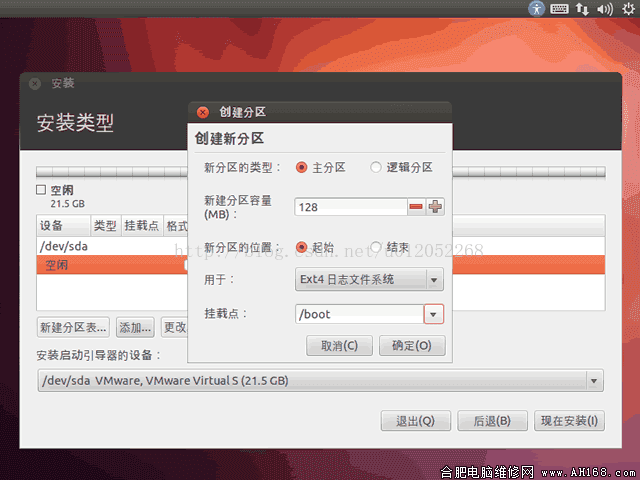 安装
安装类型
空闲
21.5 GB
设备 类型 挂载点 格式
/dev/sda
空闲
新建分区表... 添加... 更改
安装启动引导器的设备：
/dev/sda VMware, VMware Virtual S (21.5 GB)
退出(Q) 后退(B) 现在安装(I)
创建分区
创建新分区
新分区的类型： 主分区 逻辑分区
新建分区容量
(MB)： 128
新分区的位置： 起始 结束
用于： Ext4 日志文件系统
挂载点： /boot
取消(C) 确定(O)
http://blog.csdn.net/u012052268
合肥电脑维修网 www.AH168.com